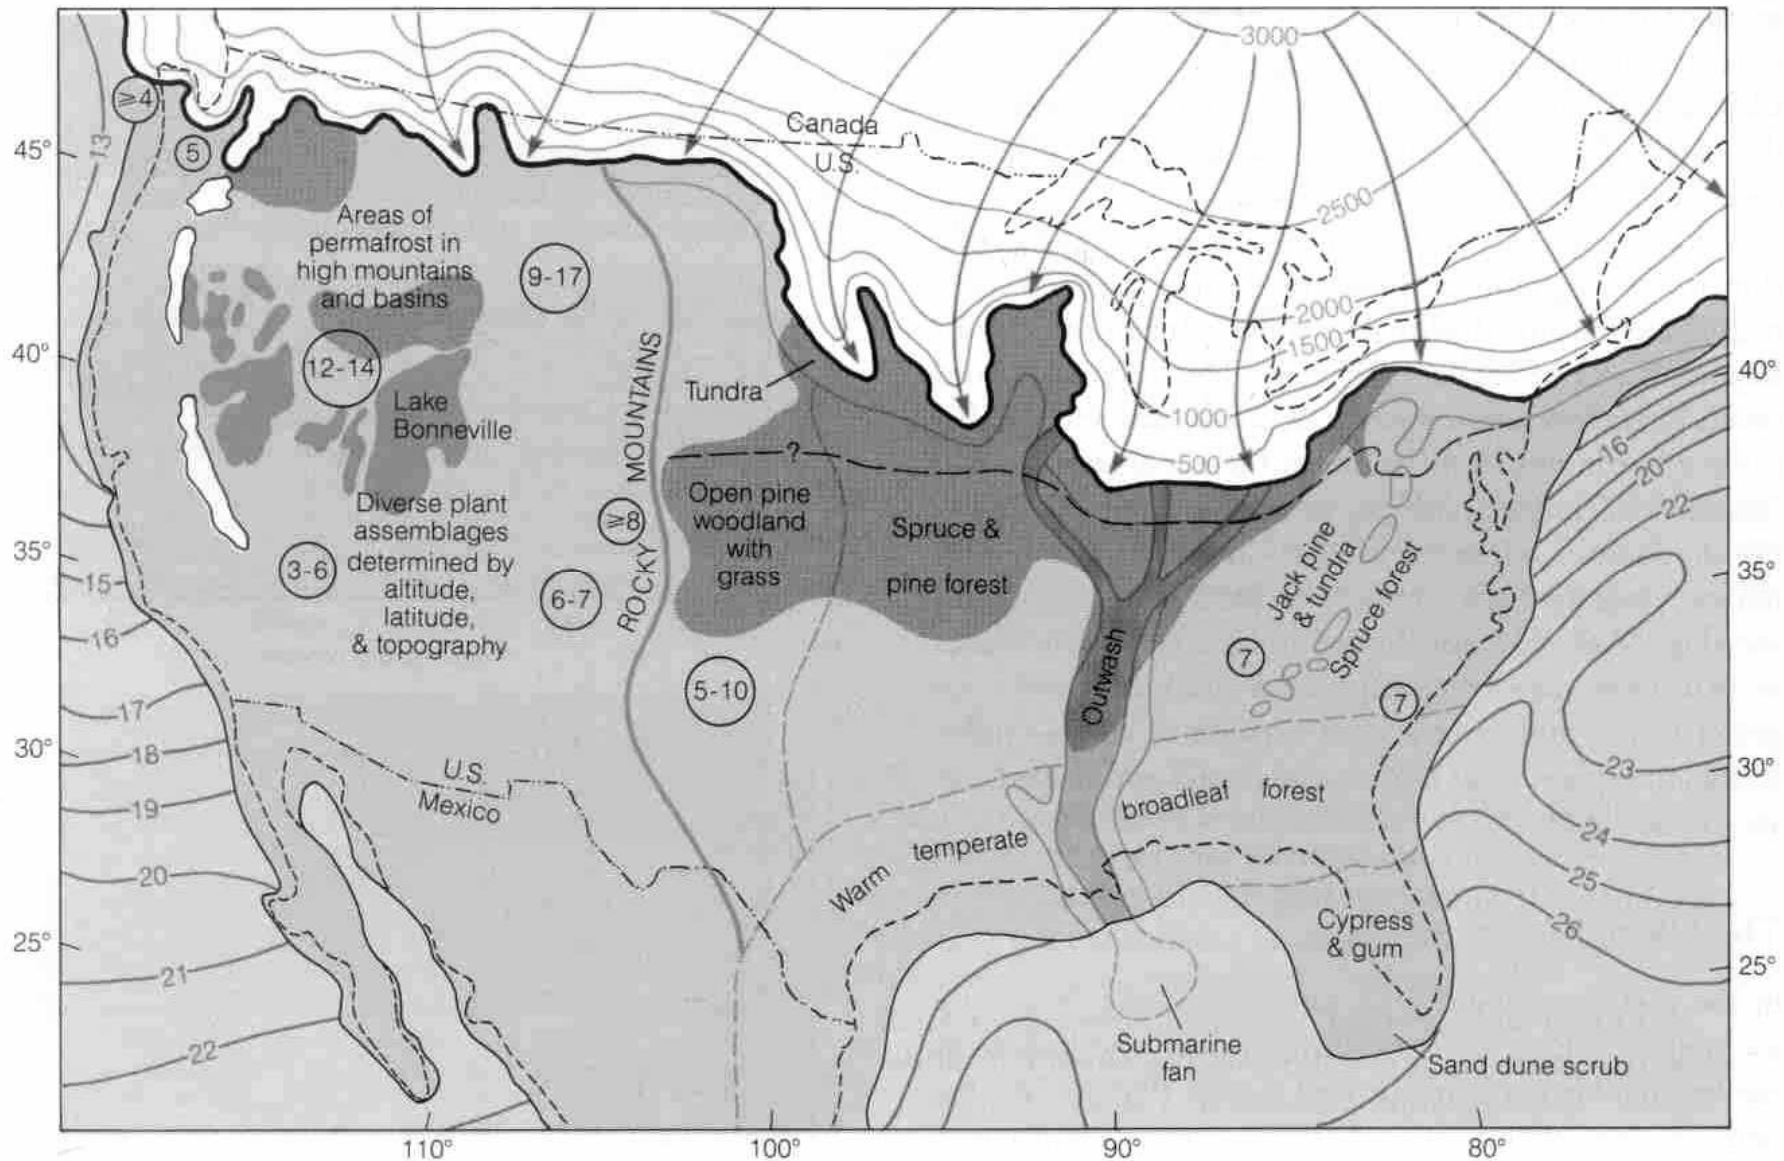 3000
Canada
U.S.
2500
2000
1500
1000
500
≥4
5
13
45°
Areas of
permafrost in
high mountains
and basins
9-17
12-14
40°
40°
Lake
Bonneville
Tundra
ROCKY MOUNTAINS
≥8
?
Open pine
woodland
with
grass
Spruce &
pine forest
Diverse plant
assemblages
determined by
altitude,
latitude,
& topography
3-6
6-7
5-10
35°
35°
15
16
17
18
19
20
21
22
16
20
22
23
24
25
26
Jack pine
& tundra
Spruce forest
7
7
Outwash
30°
30°
U.S.
Mexico
Warm temperate broadleaf forest
Cypress
& gum
25°
25°
Submarine
fan
Sand dune scrub
110°
100°
90°
80°